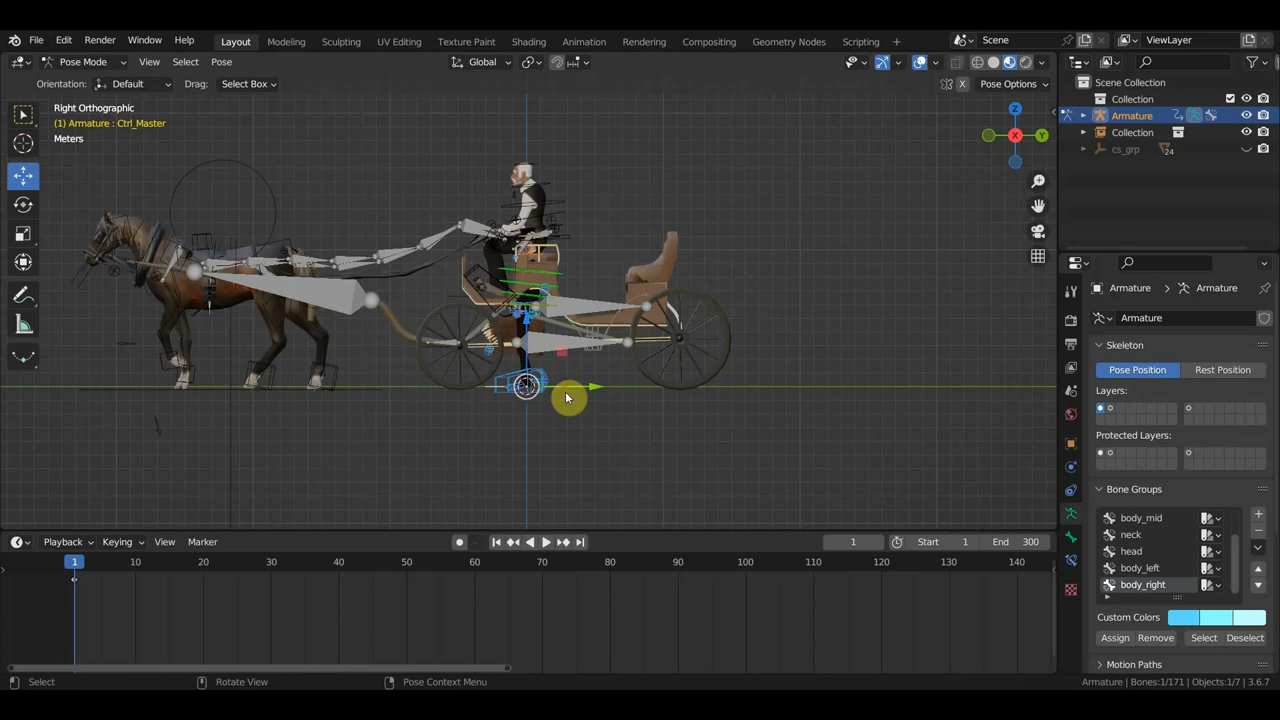 File Edit Render Window Help Layout Modeling Sculpting UV Editing Texture Paint Shading Animation Rendering Compositing Geometry Nodes Scripting + Scene ViewLayer
Pose Mode View Select Pose Global
Orientation: Default Drag: Select Box X Pose Options
Right Orthographic
(1) Armature : Ctrl_Master
Meters
Z
X
Y
Scene Collection
Collection
Armature
Collection
cs_grp 24
Armature > Armature
Armature
Skeleton
Pose Position Rest Position
Layers:
Protected Layers:
Bone Groups
body_mid
neck
head
body_left
body_right
Custom Colors
Assign Remove Select Deselect
Motion Paths
Playback Keying View Marker 1 Start 1 End 300
1 10 20 30 40 50 60 70 80 90 100 110 120 130 140
Select Rotate View Pose Context Menu Armature | Bones:1/171 | Objects:1/7 | 3.6.7